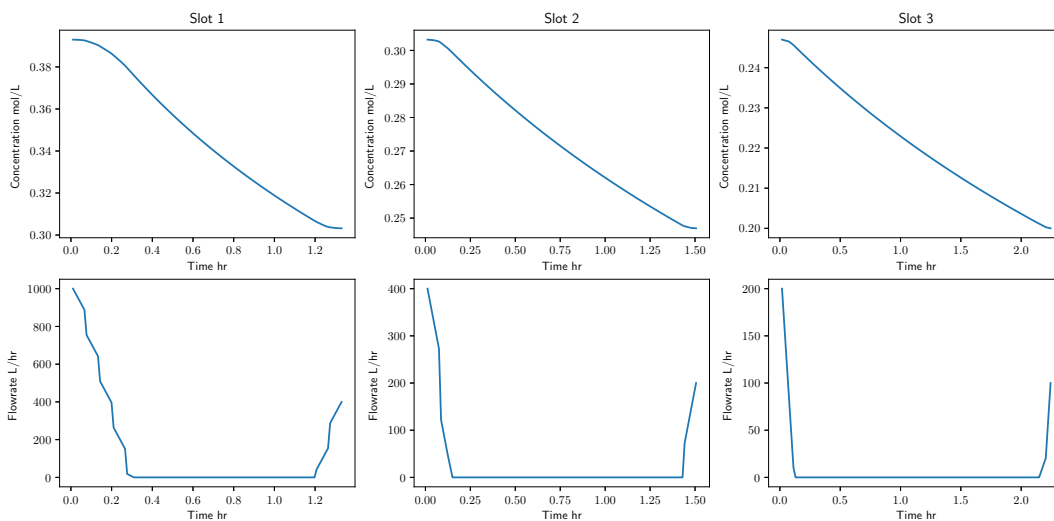 Slot 1
Concentration mol/L
0.38
0.36
0.34
0.32
0.30
0.0 0.2 0.4 0.6 0.8 1.0 1.2
Time hr
Slot 2
Concentration mol/L
0.30
0.29
0.28
0.27
0.26
0.25
0.00 0.25 0.50 0.75 1.00 1.25 1.50
Time hr
Slot 3
Concentration mol/L
0.24
0.23
0.22
0.21
0.20
0.0 0.5 1.0 1.5 2.0
Time hr
Flowrate L/hr
1000
800
600
400
200
0
0.0 0.2 0.4 0.6 0.8 1.0 1.2
Time hr
Flowrate L/hr
400
300
200
100
0
0.00 0.25 0.50 0.75 1.00 1.25 1.50
Time hr
Flowrate L/hr
200
150
100
50
0
0.0 0.5 1.0 1.5 2.0
Time hr